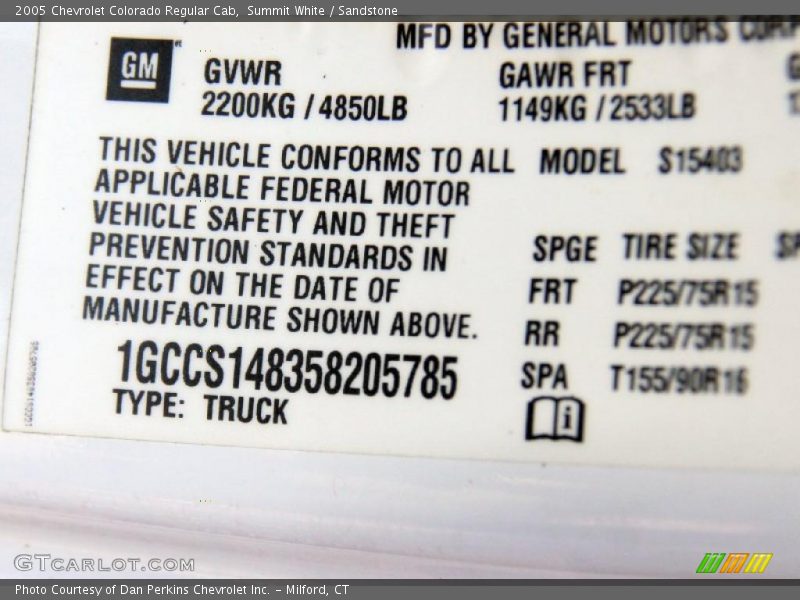 2005 Chevrolet Colorado Regular Cab, Summit White / Sandstone
MFD BY GENERAL MOTORS CORP
GM
GVWR GAWR FRT
2200KG / 4850LB 1149KG / 2533LB
THIS VEHICLE CONFORMS TO ALL MODEL S15403
APPLICABLE FEDERAL MOTOR
VEHICLE SAFETY AND THEFT
PREVENTION STANDARDS IN SPGE TIRE SIZE
EFFECT ON THE DATE OF FRT P225/75R15
MANUFACTURE SHOWN ABOVE. RR P225/75R15
1GCCS148358205785 SPA T155/90R16
TYPE: TRUCK
1GCCS148358205785
GTCARLOT.COM
Photo Courtesy of Dan Perkins Chevrolet Inc. – Milford, CT